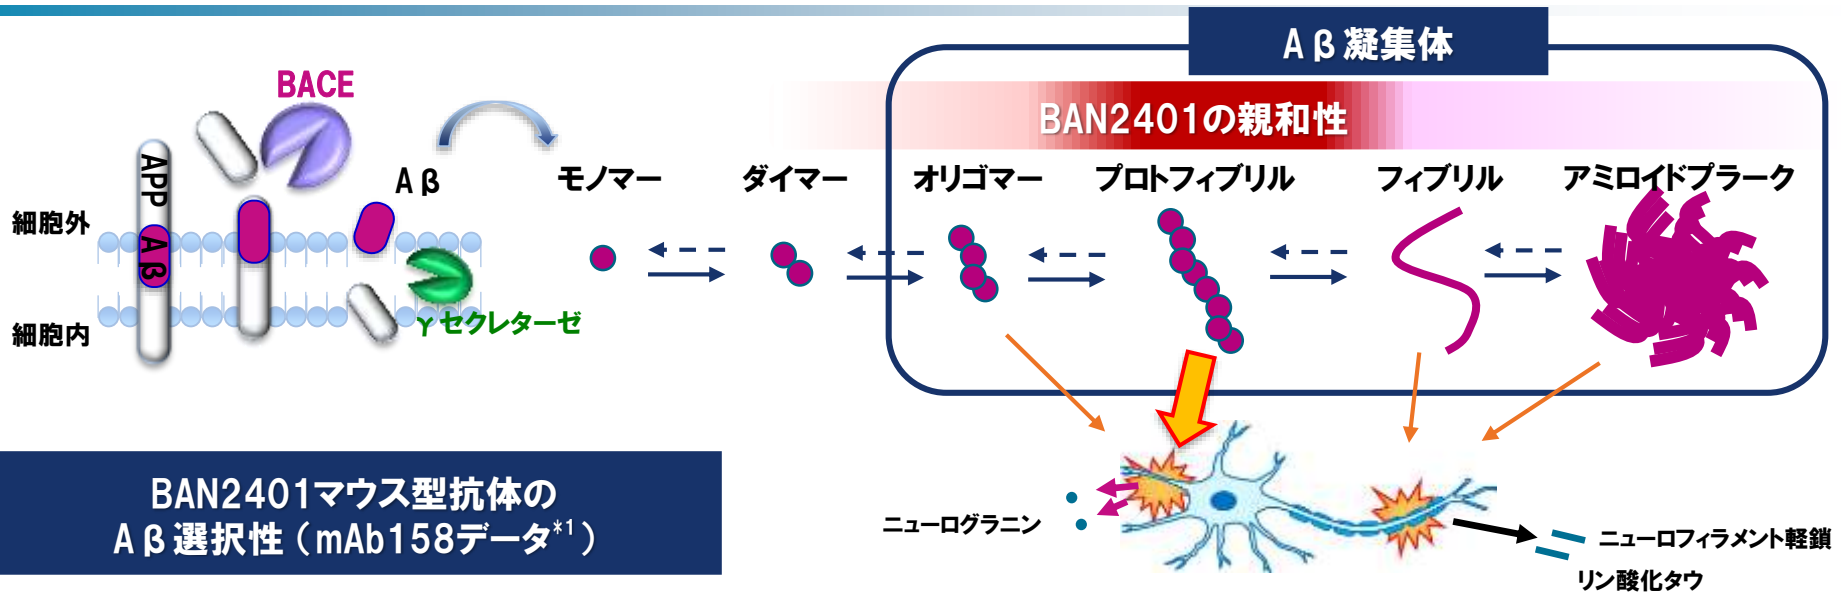 Aβ凝集体
BAN2401の親和性
BACE
APP
Aβ
Aβ
細胞外
細胞内
γセクレターゼ
モノマー
ダイマー
オリゴマー
プロトフィブリル
フィブリル
アミロイドプラーク
BAN2401マウス型抗体の
Aβ選択性（mAb158データ*1）
ニューログラニン
ニューロフィラメント軽鎖
リン酸化タウ